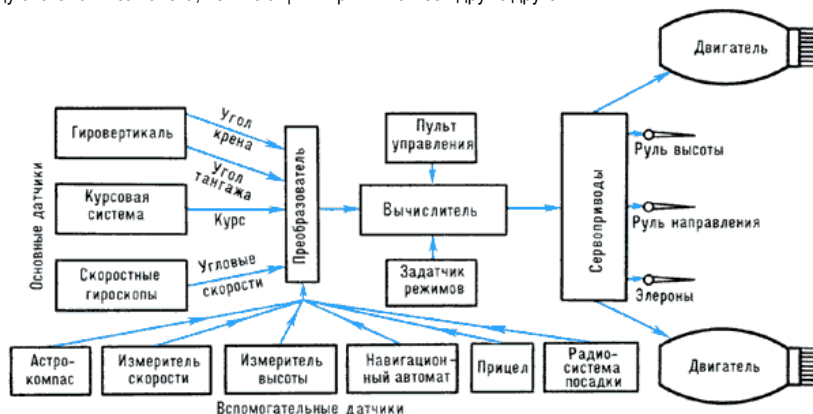 Двигатель
Гировертикаль
Угол
крена
Угол
тангажа
Пульт
управления
Руль высоты
Основные датчики
Курсовая
система
Курс
Преобразователь
Вычислитель
Сервоприводы
Руль направления
Скоростные
гироскопы
Угловые
скорости
Задатчик
режимов
Элероны
Астро-
компас
Измеритель
скорости
Измеритель
высоты
Навигацион-
ный автомат
Прицел
Радио-
система
посадки
Двигатель
Вспомогательные датчики